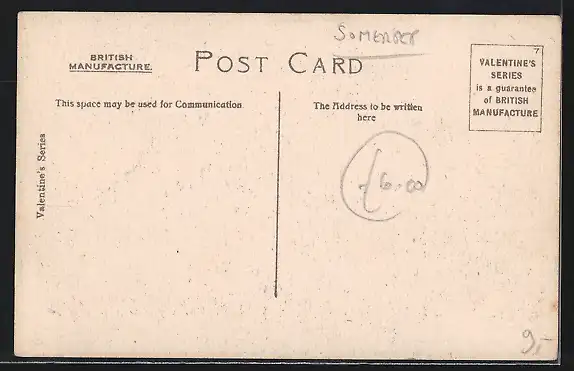 SOMERSET
BRITISH
MANUFACTURE.
POST CARD
7
VALENTINE'S
SERIES
is a guarantee
of BRITISH
MANUFACTURE
This space may be used for Communication
The Address to be written
here
Valentine's Series
£6.00
9,-